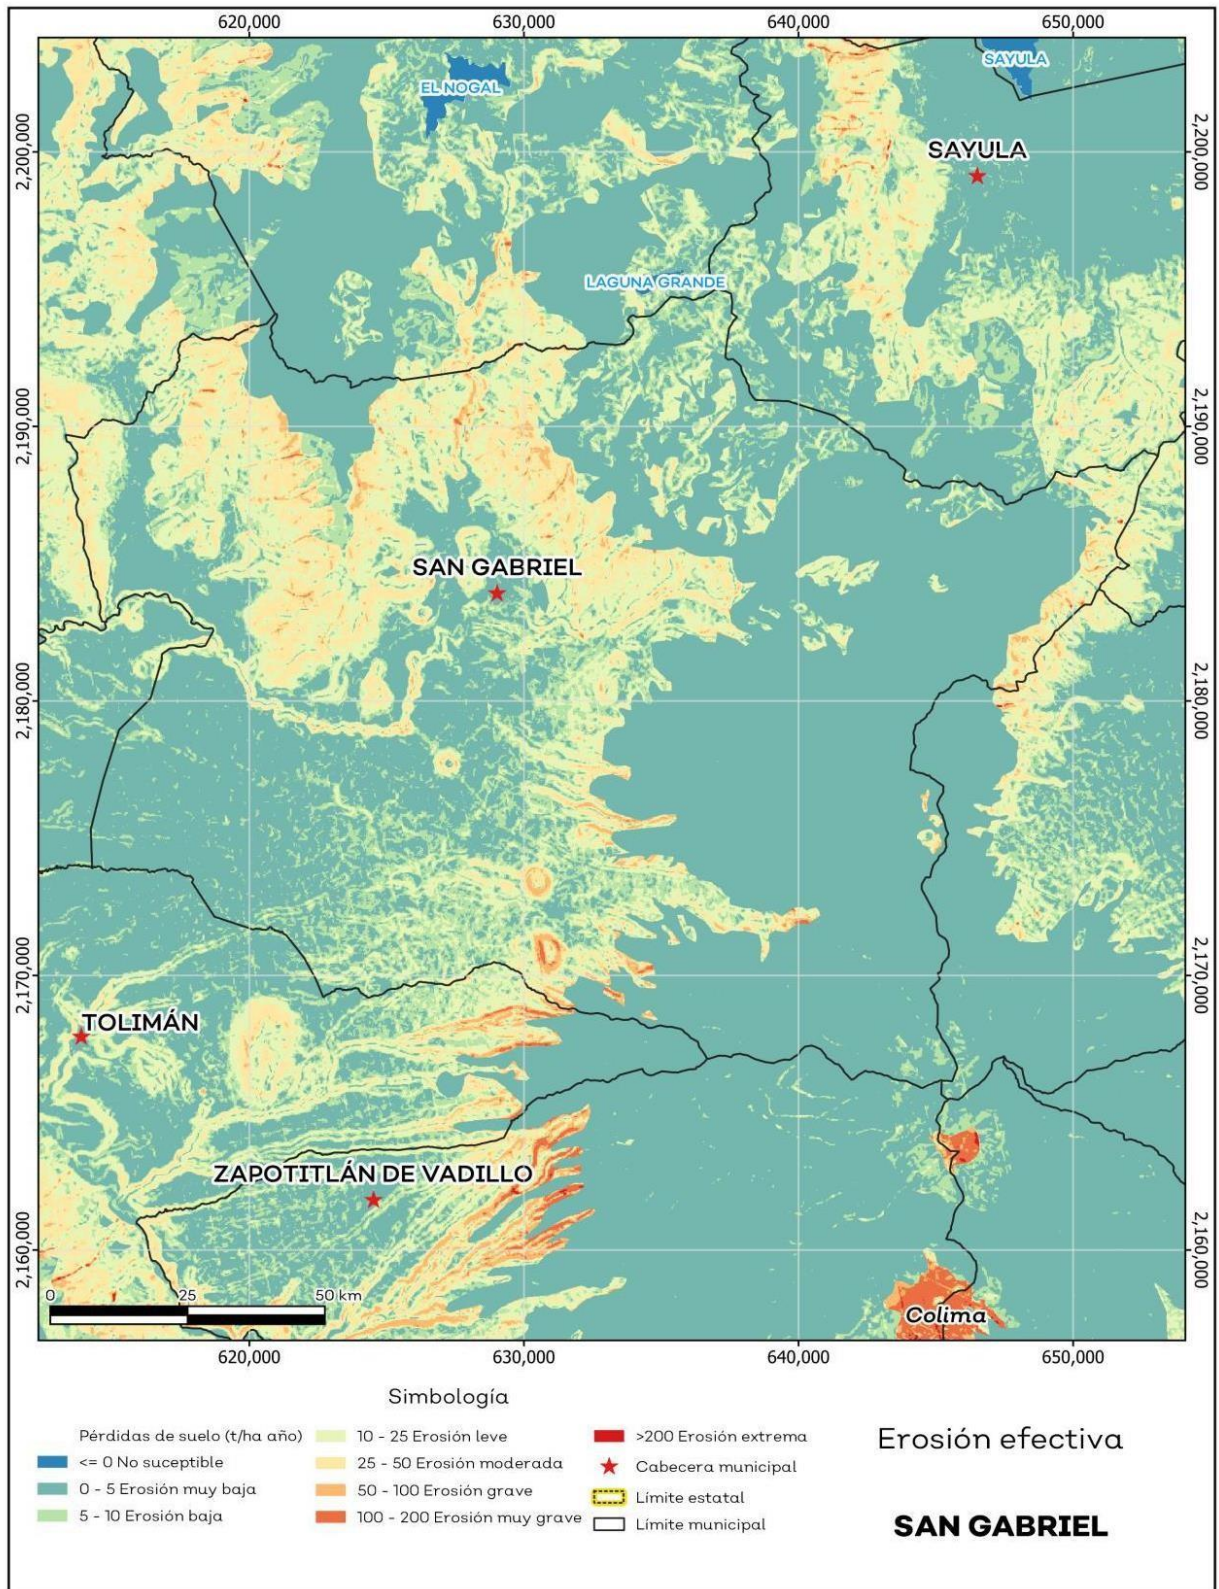 620,000 630,000 640,000 650,000
SAYULA
EL NOGAL
2,200,000 2,200,000
SAYULA
LAGUNA GRANDE
2,190,000 2,190,000
SAN GABRIEL
2,180,000 2,180,000
2,170,000 2,170,000
TOLIMÁN
ZAPOTITLÁN DE VADILLO
2,160,000 2,160,000
0 25 50 km
Colima
620,000 630,000 640,000 650,000
Simbología
Pérdidas de suelo (t/ha año)
<= 0 No suceptible
0 - 5 Erosión muy baja
5 - 10 Erosión baja
10 - 25 Erosión leve
25 - 50 Erosión moderada
50 - 100 Erosión grave
100 - 200 Erosión muy grave
>200 Erosión extrema
Cabecera municipal
Límite estatal
Límite municipal
Erosión efectiva
SAN GABRIEL